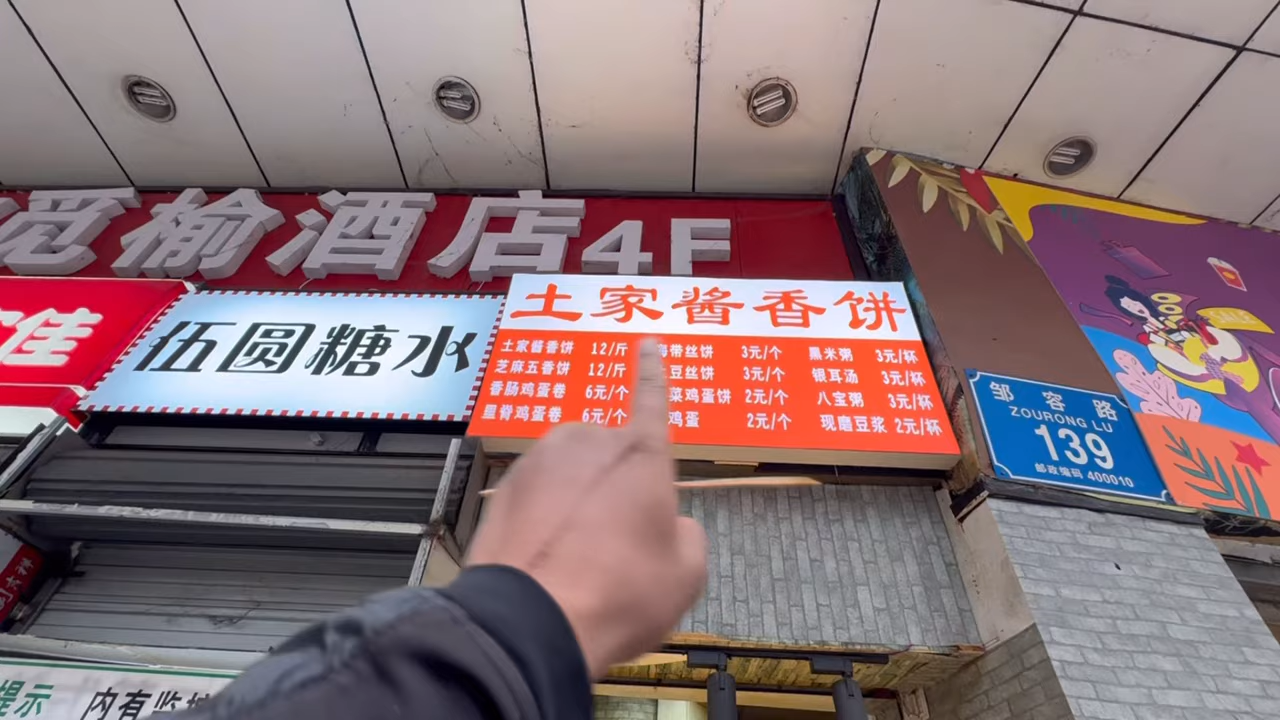 觅榆酒店4F
佳
伍圆糖水
土家酱香饼
土家酱香饼 12/斤 海带丝饼 3元/个 黑米粥 3元/杯
芝麻五香饼 12/斤 土豆丝饼 3元/个 银耳汤 3元/杯
香肠鸡蛋卷 6元/个 菜鸡蛋饼 2元/个 八宝粥 3元/杯
里脊鸡蛋卷 6元/个 鸡蛋 2元/个 现磨豆浆 2元/杯
邹容路
ZOURONG LU
139
邮政编码 400010
提示 内有监控